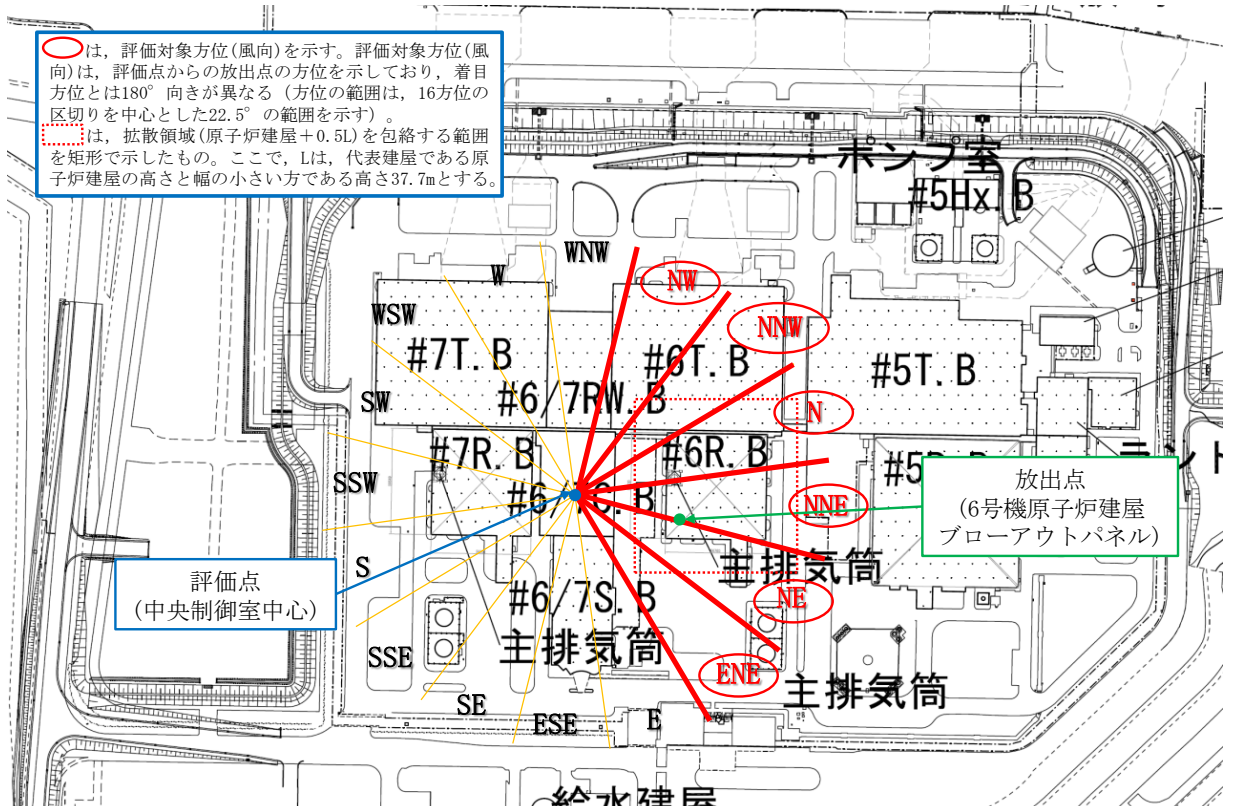 は，評価対象方位(風向)を示す。評価対象方位(風
向)は，評価点からの放出点の方位を示しており，着目
方位とは180°向きが異なる（方位の範囲は，16方位の
区切りを中心とした22.5°の範囲を示す）。
は，拡散領域(原子炉建屋＋0.5L)を包絡する範囲
を矩形で示したもの。ここで，Lは，代表建屋である原
子炉建屋の高さと幅の小さい方である高さ37.7mとする。
ポンプ室
#5Hx.B
WNW
W
NW
WSW
NNW
#7T.B
#6T.B
#5T.B
#6/7RW.B
SW
N
#7R.B
#6R.B
SSW
#6/7C.B
NNE
放出点
(6号機原子炉建屋
ブローアウトパネル)
評価点
(中央制御室中心)
S
主排気筒
#6/7S.B
NE
主排気筒
SSE
ENE
主排気筒
SE
ESE
E
給水建屋